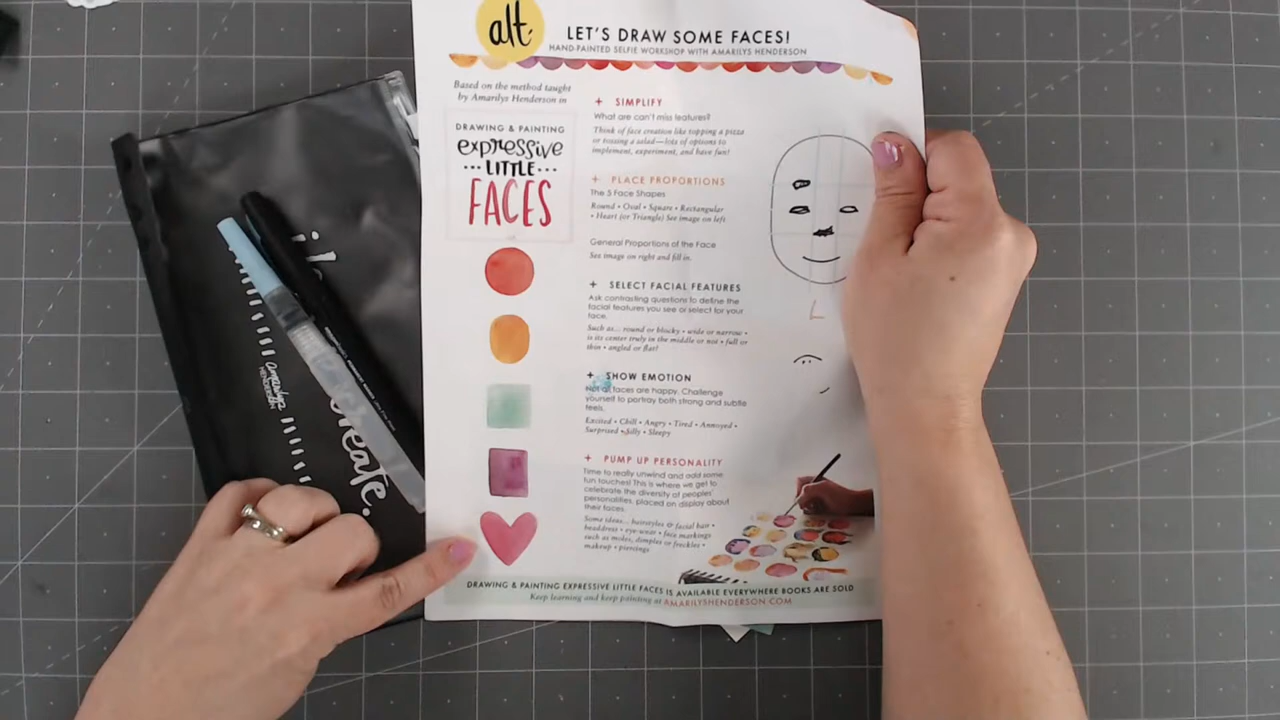 alt.
LET'S DRAW SOME FACES!
HAND-PAINTED SELFIE WORKSHOP WITH AMARILYS HENDERSON
Based on the method taught
by Amarilys Henderson in
DRAWING & PAINTING
expressive
LITTLE
FACES
+ SIMPLIFY
What are can't miss features?
Think of face creation like topping a pizza
or tossing a salad—lots of options to
implement, experiment, and have fun!
+ PLACE PROPORTIONS
The 5 Face Shapes
Round • Oval • Square • Rectangular
• Heart (or Triangle) See image on left
General Proportions of the Face
See image on right and fill in.
+ SELECT FACIAL FEATURES
Ask contrasting questions to define the
facial features you see or select for your
face.
Such as... round or blocky • wide or narrow •
is its center truly in the middle or not • full or
thin • angled or flat?
+ SHOW EMOTION
Not all faces are happy. Challenge
yourself to portray both strong and subtle
feels.
Excited • Chill • Angry • Tired • Annoyed •
Surprised • Silly • Sleepy
+ PUMP UP PERSONALITY
Time to really unwind and add some
fun touches! This is where we get to
celebrate the diversity of peoples'
personalities, placed on display about
their faces.
Some ideas... hairstyles & facial hair •
headdress • eye-wear • face markings
such as moles, dimples or freckles •
makeup • piercings
DRAWING & PAINTING EXPRESSIVE LITTLE FACES IS AVAILABLE EVERYWHERE BOOKS ARE SOLD
Keep learning and keep painting at AMARILYSHENDERSON.COM
amarilys
HENDERSON
create.